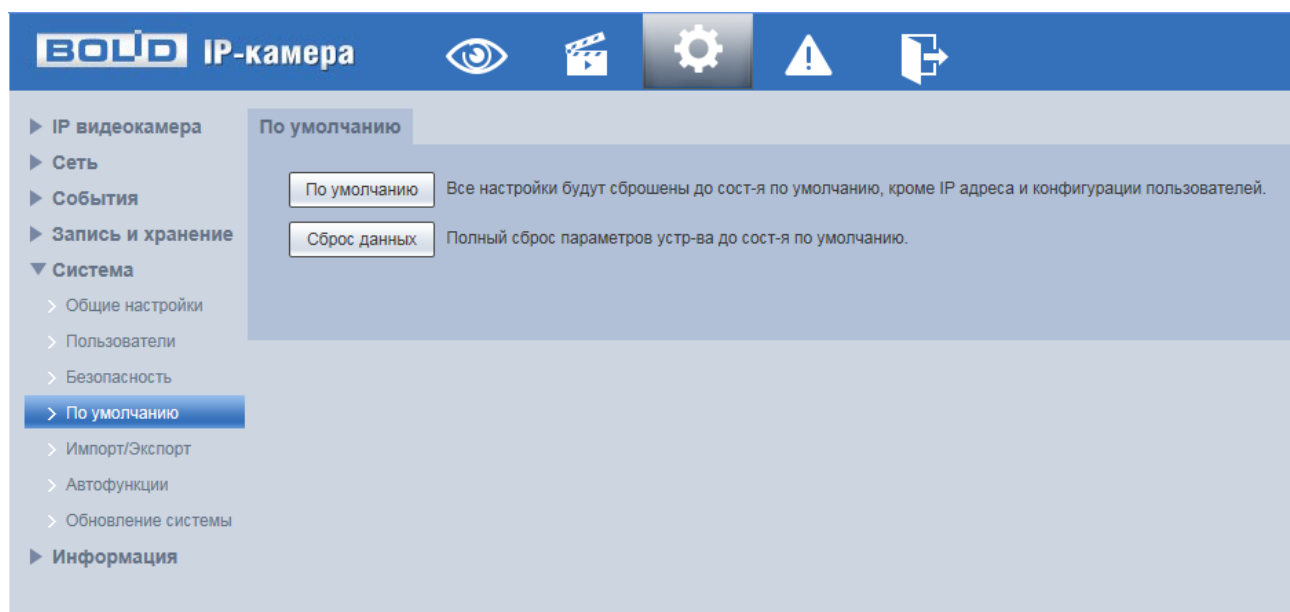 BOLID IP-камера
IP видеокамера
Сеть
События
Запись и хранение
Система
Общие настройки
Пользователи
Безопасность
По умолчанию
Импорт/Экспорт
Автофункции
Обновление системы
Информация
По умолчанию
По умолчанию Все настройки будут сброшены до сост-я по умолчанию, кроме IP адреса и конфигурации пользователей.
Сброс данных Полный сброс параметров устр-ва до сост-я по умолчанию.